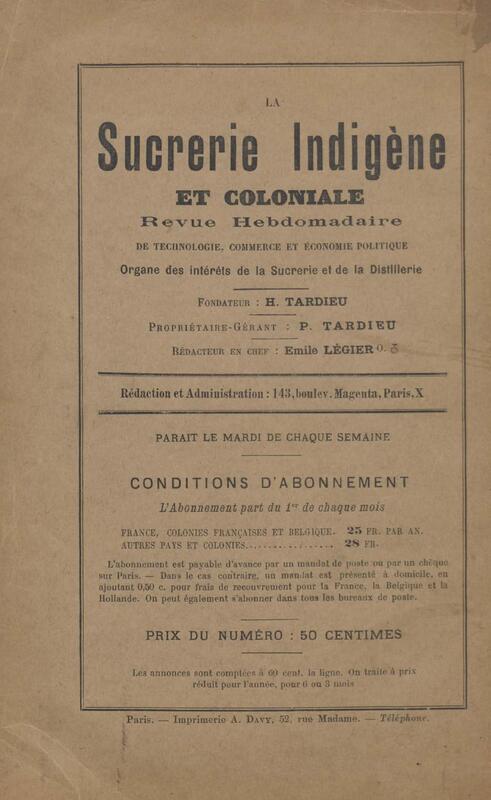 LA
Sucrerie Indigène
ET COLONIALE
Revue Hebdomadaire
DE TECHNOLOGIE, COMMERCE ET ÉCONOMIE POLITIQUE
Organe des intérêts de la Sucrerie et de la Distillerie
FONDATEUR : H. TARDIEU
PROPRIÉTAIRE-GÉRANT : P. TARDIEU
RÉDACTEUR EN CHEF : Emile LÉGIER O.
Rédaction et Administration : 143, boulev. Magenta, Paris, X
PARAIT LE MARDI DE CHAQUE SEMAINE
CONDITIONS D'ABONNEMENT
L'Abonnement part du 1er de chaque mois
FRANCE, COLONIES FRANÇAISES ET BELGIQUE. 25 FR. PAR AN.
AUTRES PAYS ET COLONIES................ 28 FR.
L'abonnement est payable d'avance par un mandat de poste ou par un chèque
sur Paris. — Dans le cas contraire, un mandat est présenté à domicile, en
ajoutant 0,50 c. pour frais de recouvrement pour la France, la Belgique et la
Hollande. On peut également s'abonner dans tous les bureaux de poste.
PRIX DU NUMÉRO : 50 CENTIMES
Les annonces sont comptées à 60 cent. la ligne. On traite à prix
réduit pour l'année, pour 6 ou 3 mois
Paris. — Imprimerie A. DAVY, 52, rue Madame. — Téléphone.